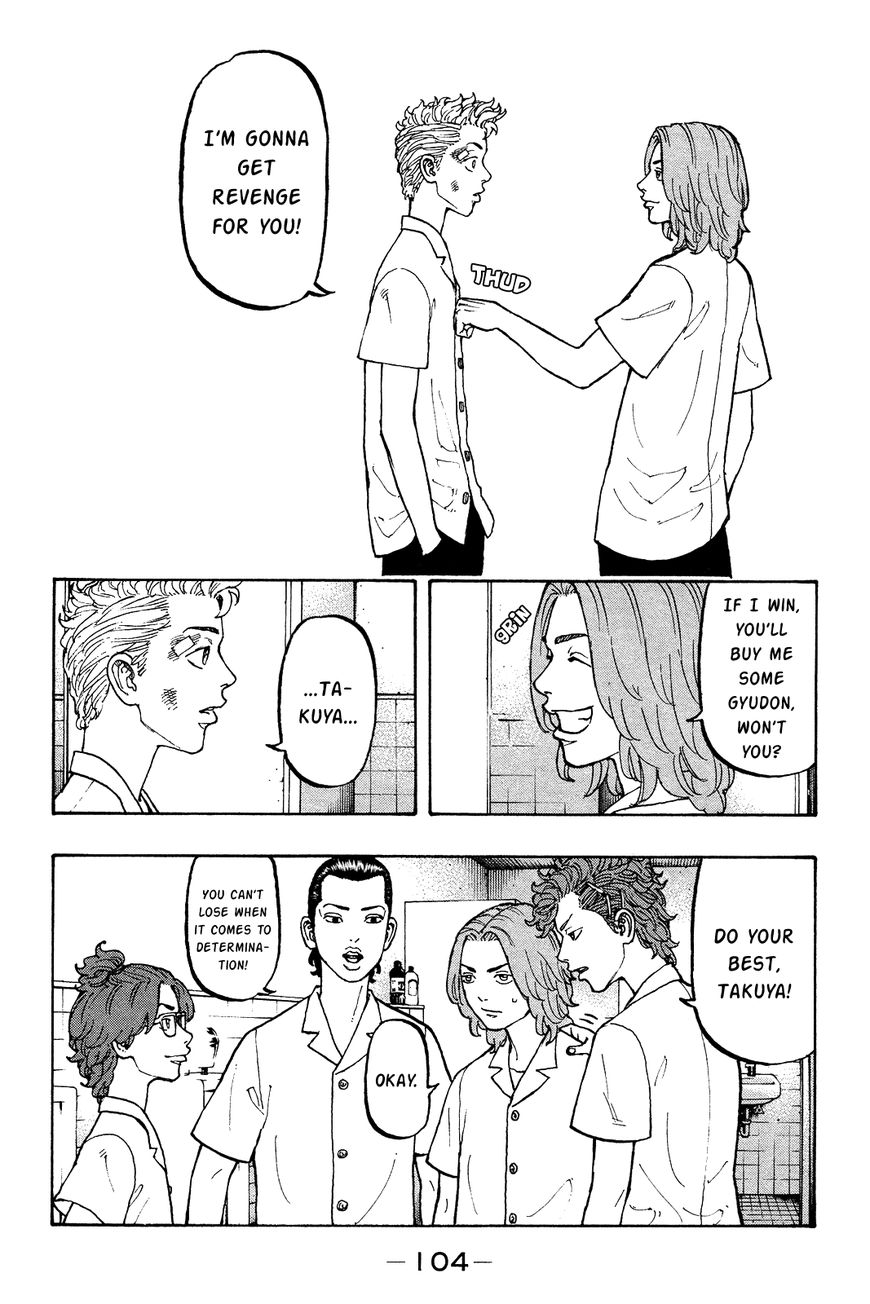 I'M GONNA
GET
REVENGE
FOR YOU!
THUD
GRIN
IF I WIN,
YOU'LL
BUY ME
SOME
GYUDON,
WON'T
YOU?
...TA-
KUYA...
DO YOUR
BEST,
TAKUYA!
YOU CAN'T
LOSE WHEN
IT COMES TO
DETERMINA-
TION!
OKAY.
—104—